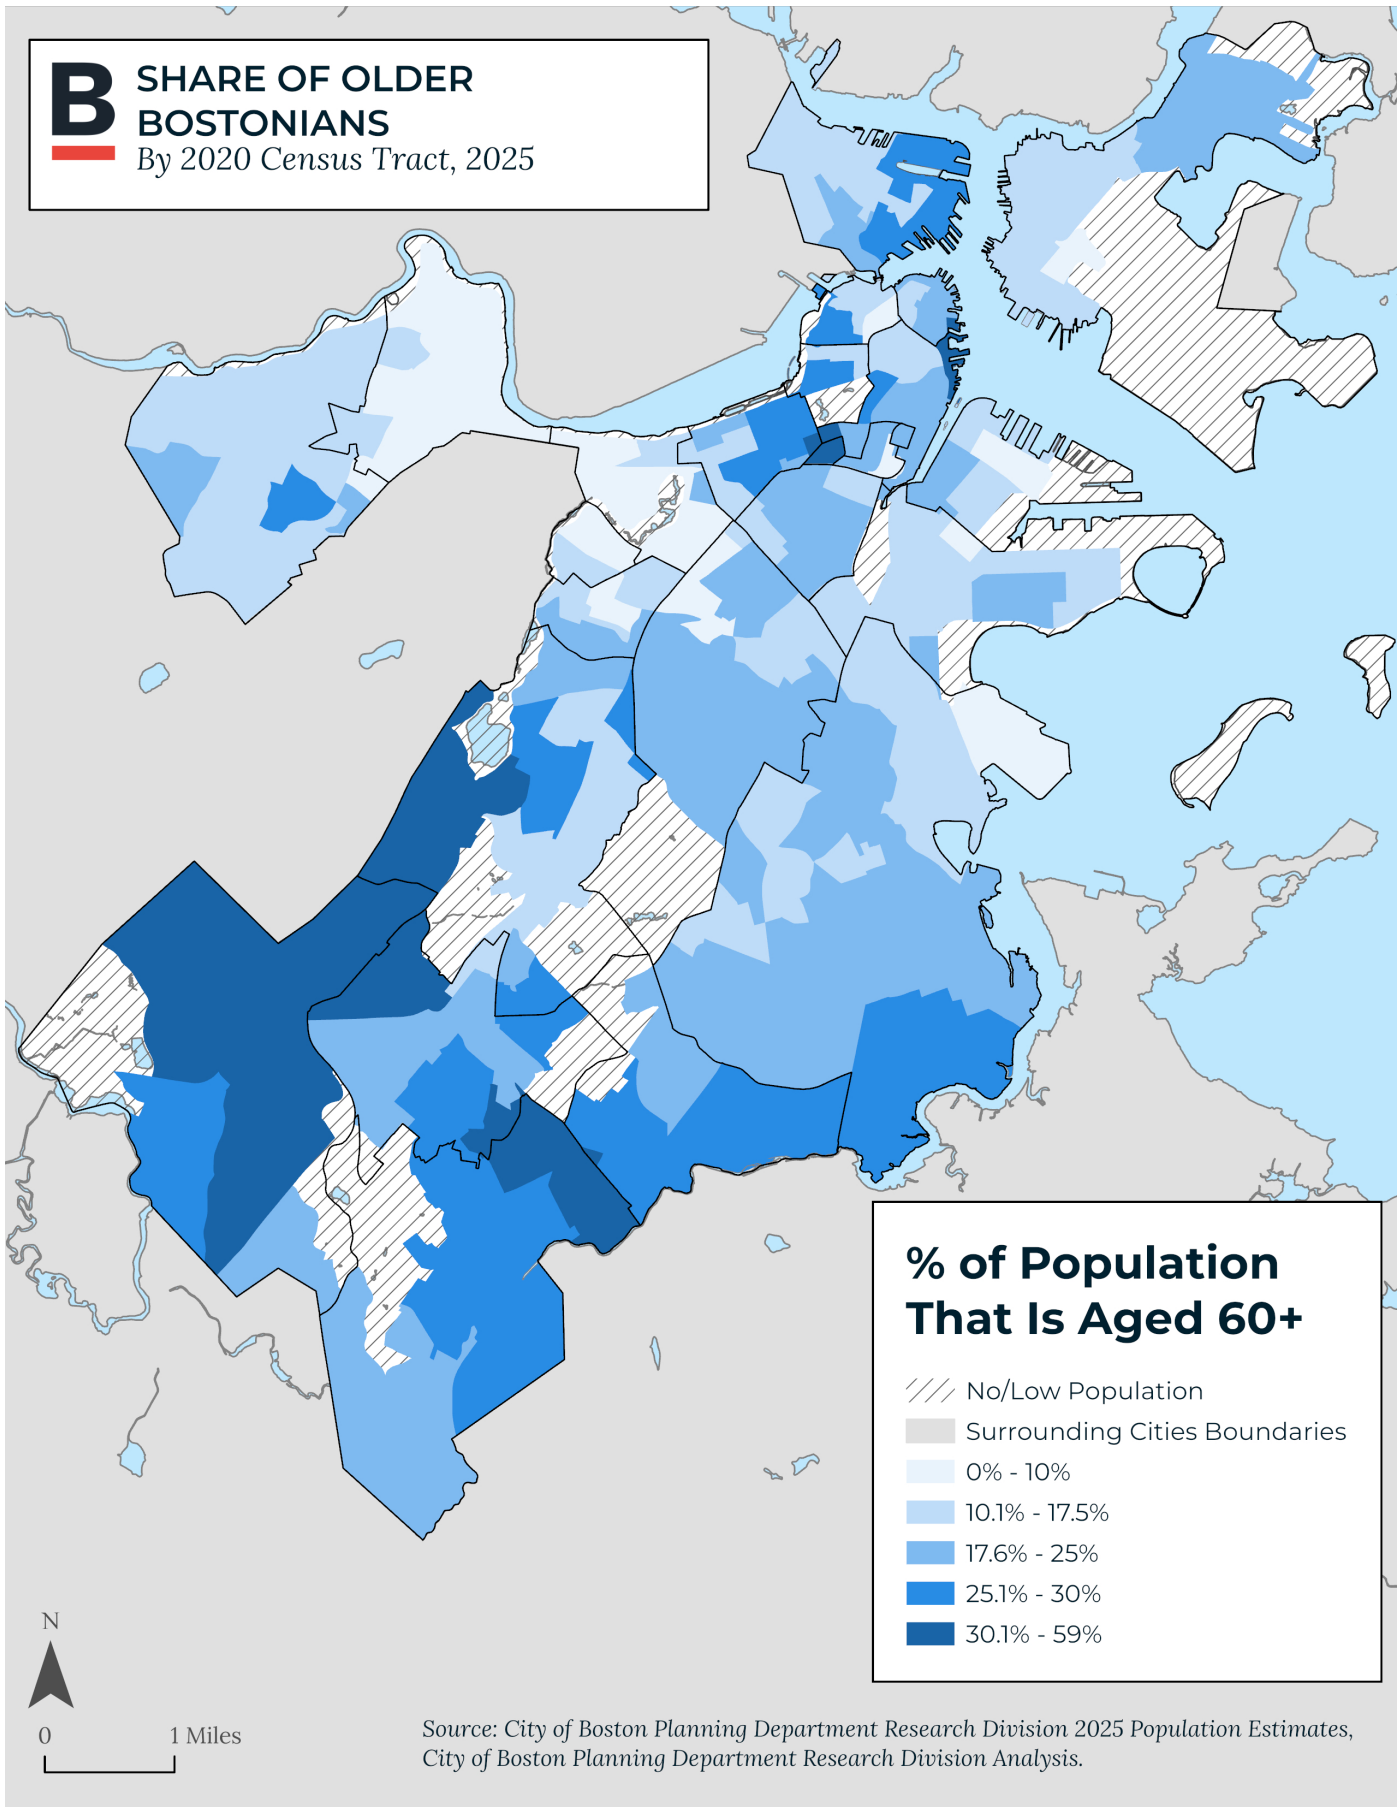 B
SHARE OF OLDER
BOSTONIANS
By 2020 Census Tract, 2025
% of Population
That Is Aged 60+
No/Low Population
Surrounding Cities Boundaries
0% - 10%
10.1% - 17.5%
17.6% - 25%
25.1% - 30%
30.1% - 59%
N
0 1 Miles
Source: City of Boston Planning Department Research Division 2025 Population Estimates,
City of Boston Planning Department Research Division Analysis.